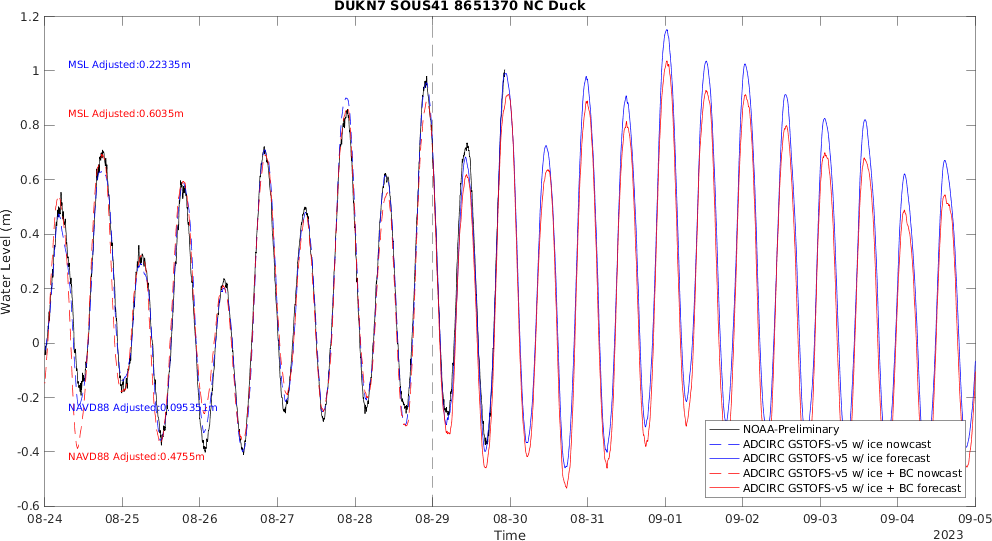 DUKN7 SOUS41 8651370 NC Duck
1.2
1
0.8
0.6
0.4
0.2
0
-0.2
-0.4
-0.6
Water Level (m)
MSL Adjusted:0.22335m
MSL Adjusted:0.6035m
NAVD88 Adjusted:0.095351m
NAVD88 Adjusted:0.4755m
NOAA-Preliminary
ADCIRC GSTOFS-v5 w/ ice nowcast
ADCIRC GSTOFS-v5 w/ ice forecast
ADCIRC GSTOFS-v5 w/ ice + BC nowcast
ADCIRC GSTOFS-v5 w/ ice + BC forecast
08-24 08-25 08-26 08-27 08-28 08-29 08-30 08-31 09-01 09-02 09-03 09-04 09-05
Time
2023